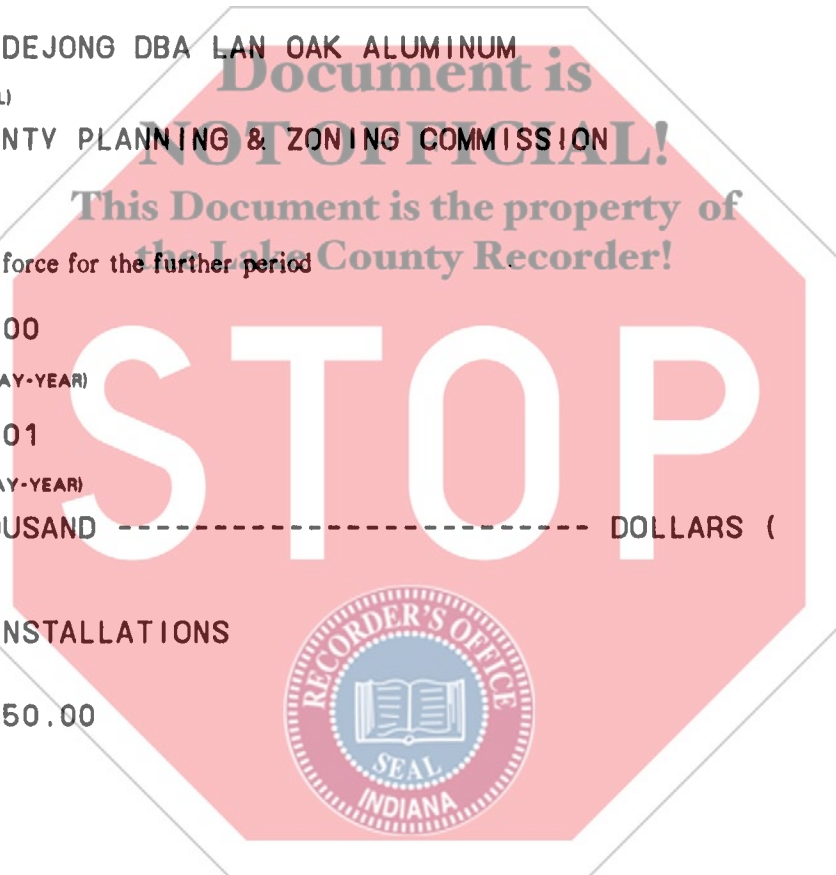 DEJONG DBA LAN OAK ALUMINUM
Document is
L)
NTY PLANNING & ZONING COMMISSION
NOT OFFICIAL!
This Document is the property of
the Lake County Recorder!
force for the further period
00
AY-YEAR)
01
AY-YEAR)
OUSAND -------------------------- DOLLARS (
STOP
NSTALLATIONS
50.00
RECORDER'S OFFICE
SEAL
INDIANA